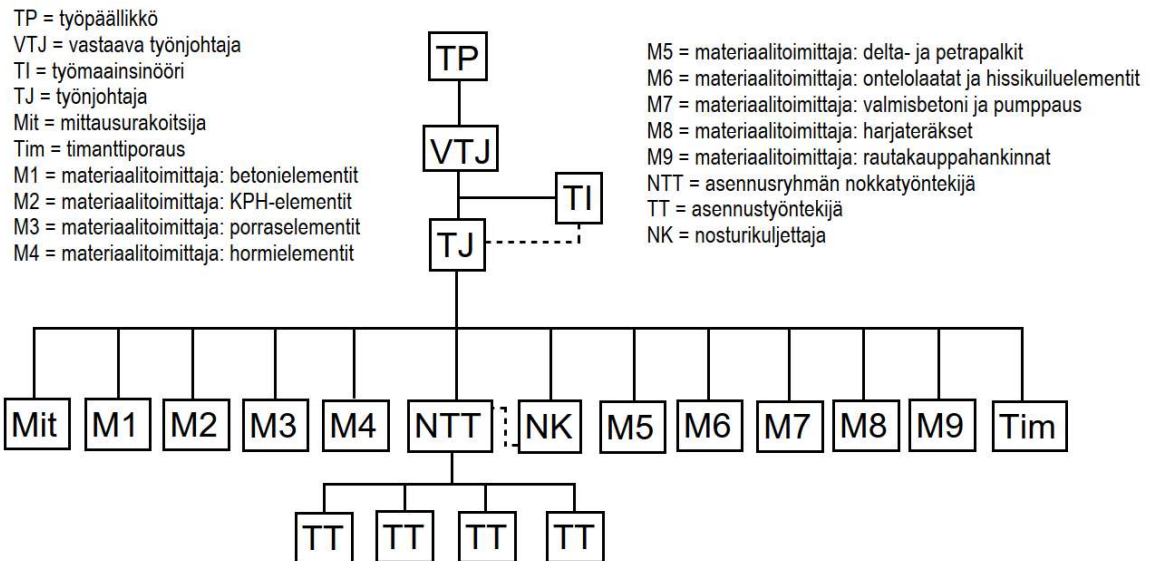 TP = työpäällikkö
VTJ = vastaava työnjohtaja
TI = työmaainsinööri
TJ = työnjohtaja
Mit = mittausurakoitsija
Tim = timanttiporaus
M1 = materiaalitoimittaja: betonielementit
M2 = materiaalitoimittaja: KPH-elementit
M3 = materiaalitoimittaja: porraselementit
M4 = materiaalitoimittaja: hormielementit
M5 = materiaalitoimittaja: delta- ja petrapalkit
M6 = materiaalitoimittaja: ontelolaatat ja hissikuiluelementit
M7 = materiaalitoimittaja: valmisbetoni ja pumppaus
M8 = materiaalitoimittaja: harjateräkset
M9 = materiaalitoimittaja: rautakauppahankinnat
NTT = asennusryhmän nokkatyöntekijä
TT = asennustyöntekijä
NK = nosturikuljettaja
TP
VTJ
TI
TJ
Mit M1 M2 M3 M4 NTT NK M5 M6 M7 M8 M9 Tim
TT TT TT TT